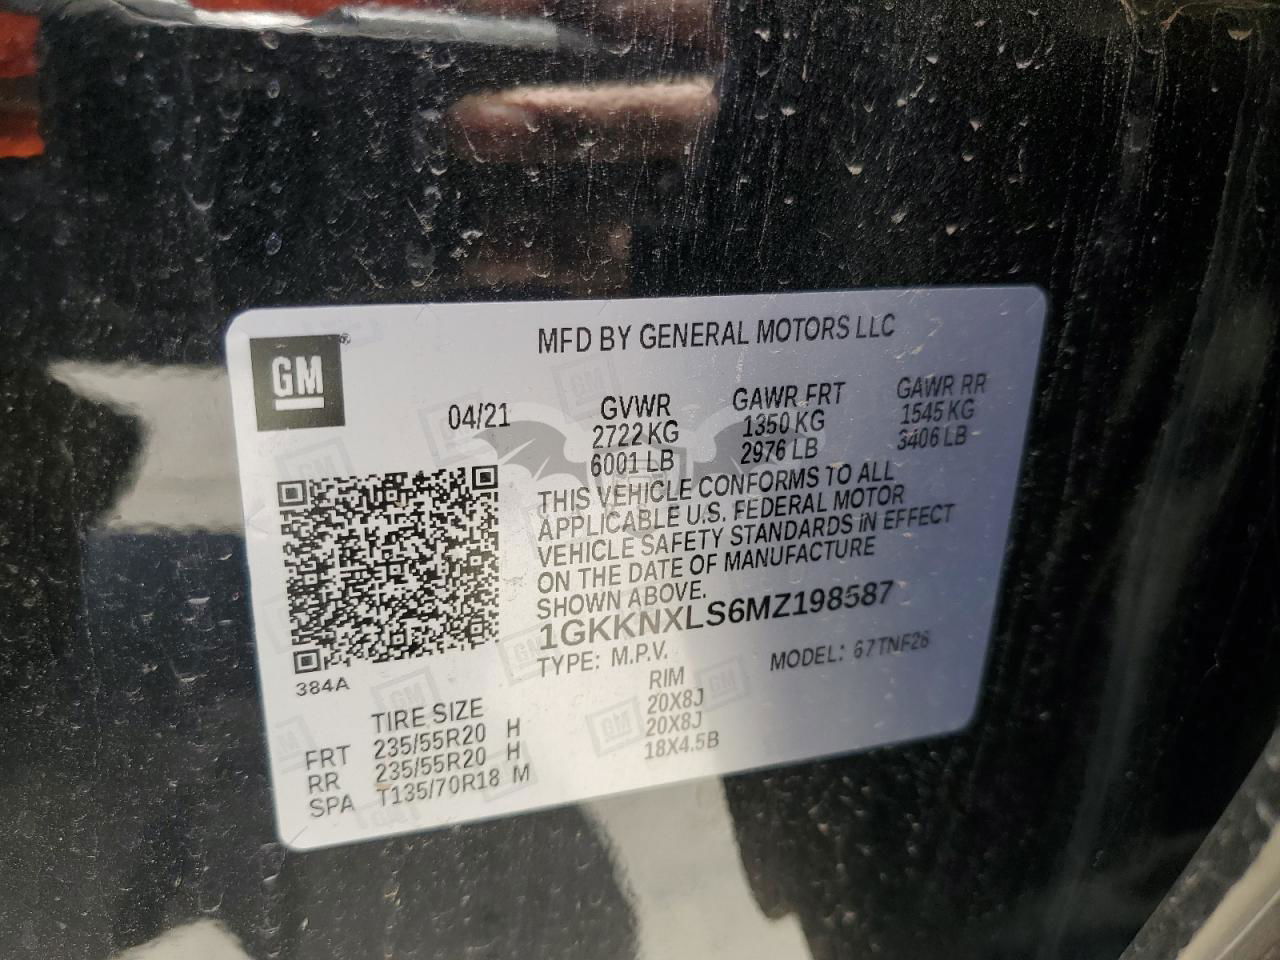 MFD BY GENERAL MOTORS LLC
GM
04/21
GVWR GAWR FRT GAWR RR
2722 KG 1350 KG 1545 KG
6001 LB 2976 LB 3406 LB
THIS VEHICLE CONFORMS TO ALL
APPLICABLE U.S. FEDERAL MOTOR
VEHICLE SAFETY STANDARDS IN EFFECT
ON THE DATE OF MANUFACTURE
SHOWN ABOVE.
1GKKNXLS6MZ198587
TYPE: M.P.V. MODEL: 67TNF26
384A
TIRE SIZE RIM
FRT 235/55R20 H 20X8J
RR 235/55R20 H 20X8J
SPA T135/70R18 M 18X4.5B